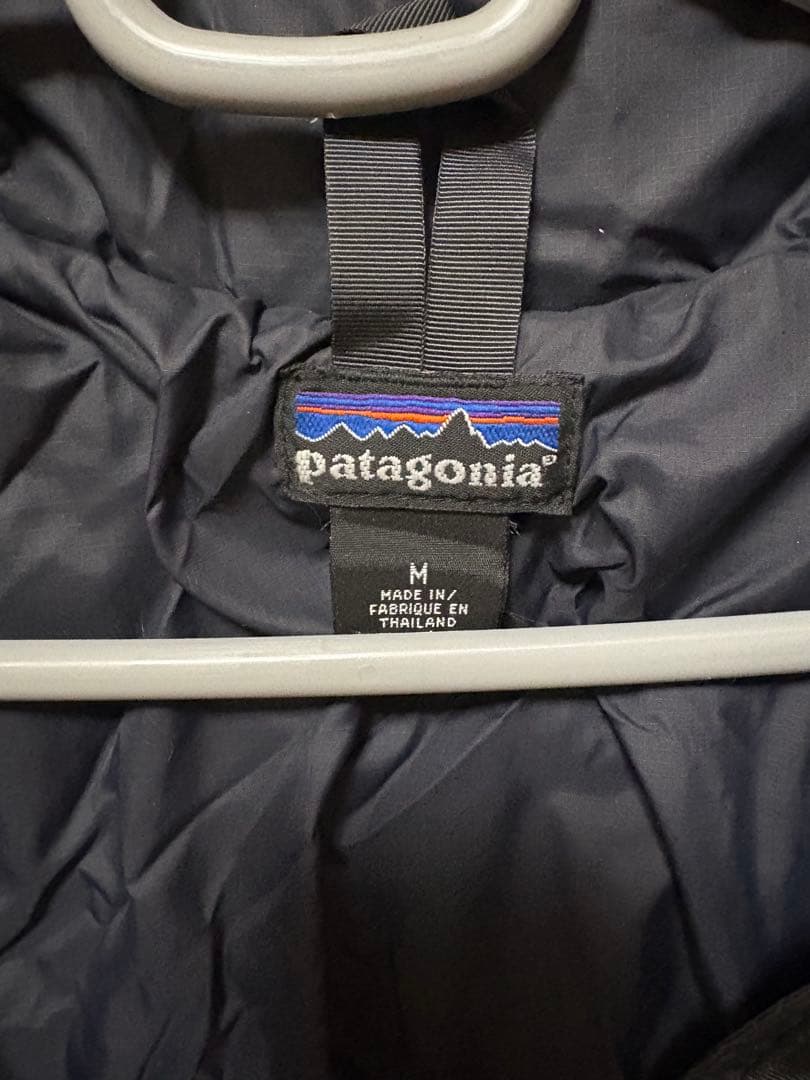 patagonia®
M
MADE IN/
FABRIQUE EN
THAILAND